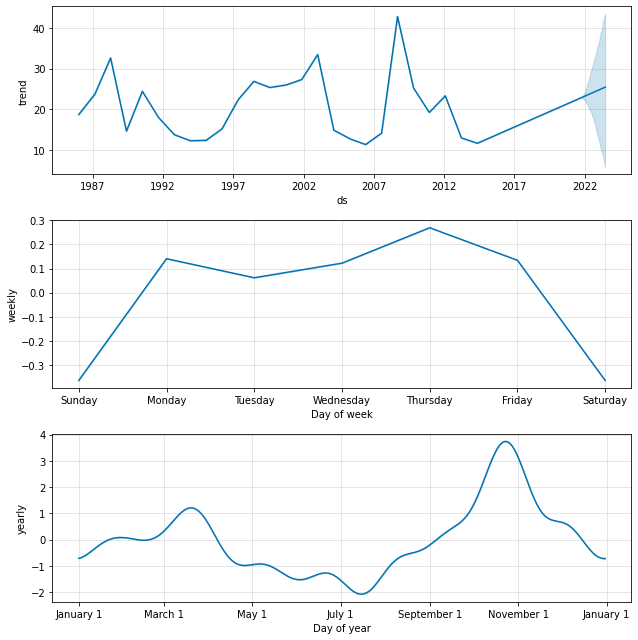 40
30
20
10
trend
1987 1992 1997 2002 2007 2012 2017 2022
ds
0.3
0.2
0.1
0.0
−0.1
−0.2
−0.3
weekly
Sunday Monday Tuesday Wednesday Thursday Friday Saturday
Day of week
4
3
2
1
0
−1
−2
yearly
January 1 March 1 May 1 July 1 September 1 November 1 January 1
Day of year